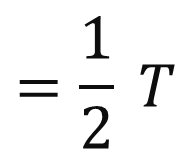 = 1/2 T